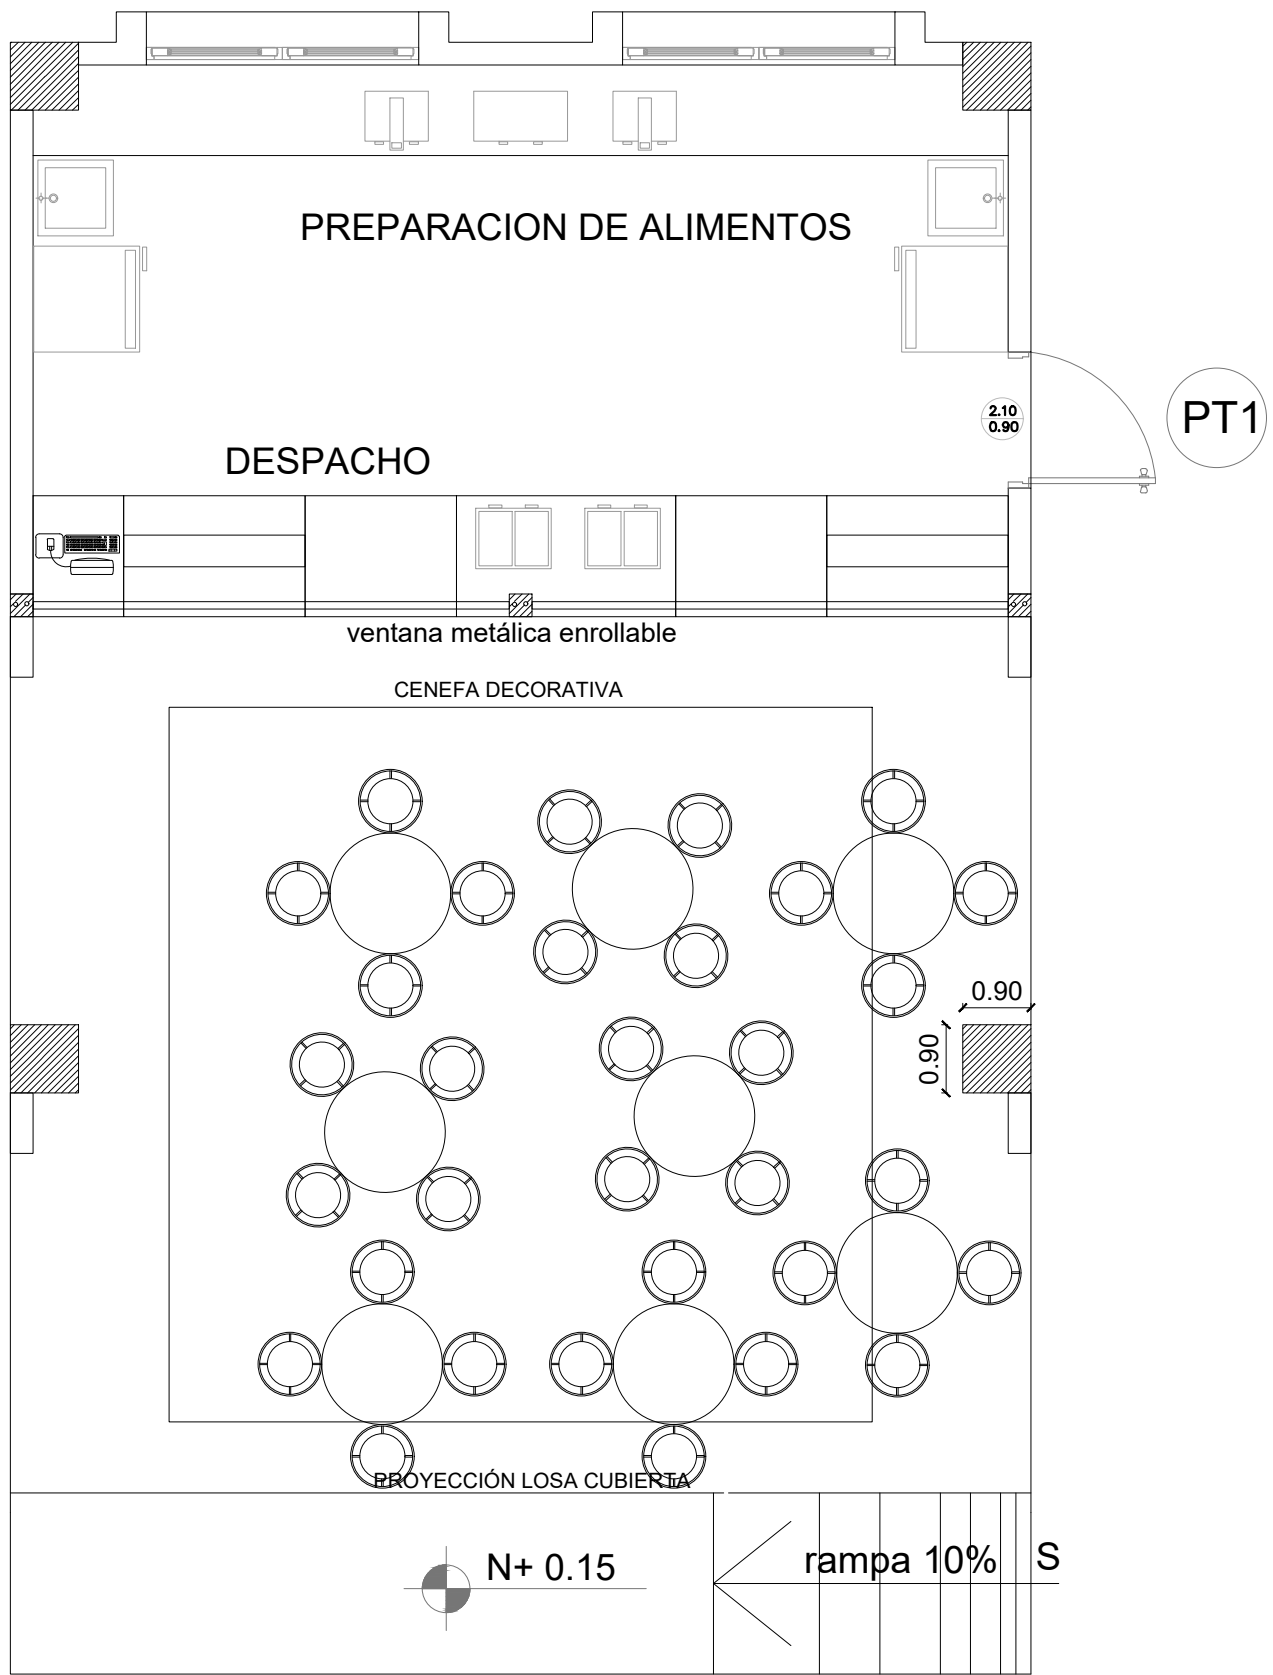 PREPARACION DE ALIMENTOS
2.10
0.90
PT1
DESPACHO
ventana metálica enrollable
CENEFA DECORATIVA
0.90
0.90
PROYECCIÓN LOSA CUBIERTA
N+ 0.15
rampa 10%
S